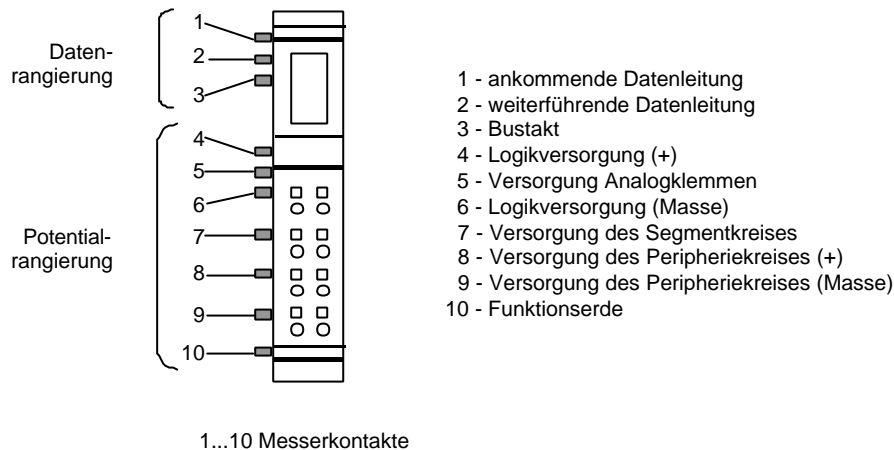 Daten-
rangierung
1
2
3
Potential-
rangierung
4
5
6
7
8
9
10
1 - ankommende Datenleitung
2 - weiterführende Datenleitung
3 - Bustakt
4 - Logikversorgung (+)
5 - Versorgung Analogklemmen
6 - Logikversorgung (Masse)
7 - Versorgung des Segmentkreises
8 - Versorgung des Peripheriekreises (+)
9 - Versorgung des Peripheriekreises (Masse)
10 - Funktionserde
1...10 Messerkontakte